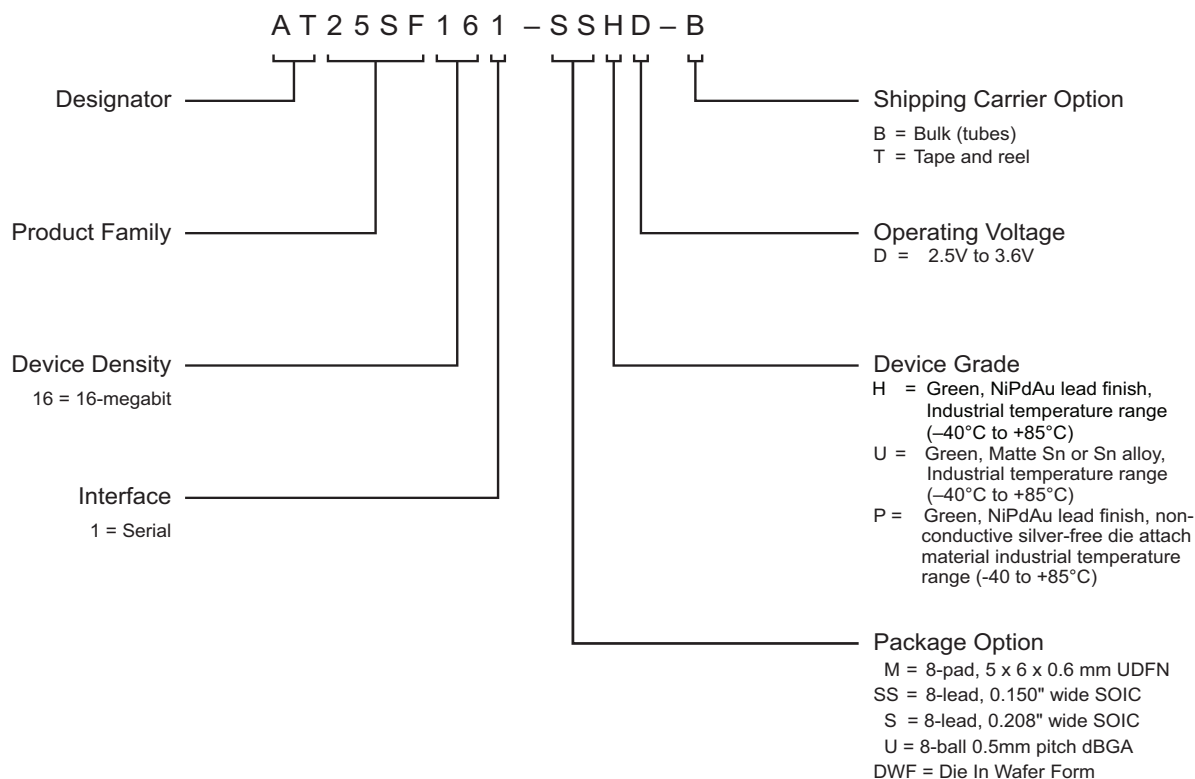 AT25SF161–SSHD–B
Designator
Product Family
Device Density
16 = 16-megabit
Interface
1 = Serial
Shipping Carrier Option
B = Bulk (tubes)
T = Tape and reel
Operating Voltage
D = 2.5V to 3.6V
Device Grade
H = Green, NiPdAu lead finish,
Industrial temperature range
(–40°C to +85°C)
U = Green, Matte Sn or Sn alloy,
Industrial temperature range
(–40°C to +85°C)
P = Green, NiPdAu lead finish, non-
conductive silver-free die attach
material industrial temperature
range (-40 to +85°C)
Package Option
M = 8-pad, 5 x 6 x 0.6 mm UDFN
SS = 8-lead, 0.150" wide SOIC
S = 8-lead, 0.208" wide SOIC
U = 8-ball 0.5mm pitch dBGA
DWF = Die In Wafer Form